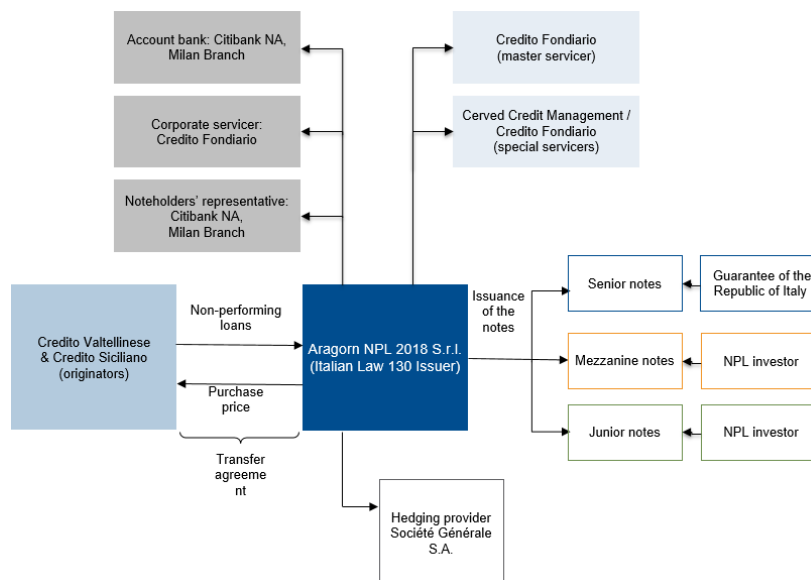 Account bank: Citibank NA,
Milan Branch
Credito Fondiario
(master servicer)
Corporate servicer:
Credito Fondiario
Cerved Credit Management /
Credito Fondiario
(special servicers)
Noteholders' representative:
Citibank NA,
Milan Branch
Credito Valtellinese
& Credito Siciliano
(originators)
Non-performing
loans
Purchase
price
Transfer
agreeme
nt
Aragorn NPL 2018 S.r.l.
(Italian Law 130 Issuer)
Issuance
of the
notes
Senior notes
Guarantee of the
Republic of Italy
Mezzanine notes
NPL investor
Junior notes
NPL investor
Hedging provider
Société Générale
S.A.